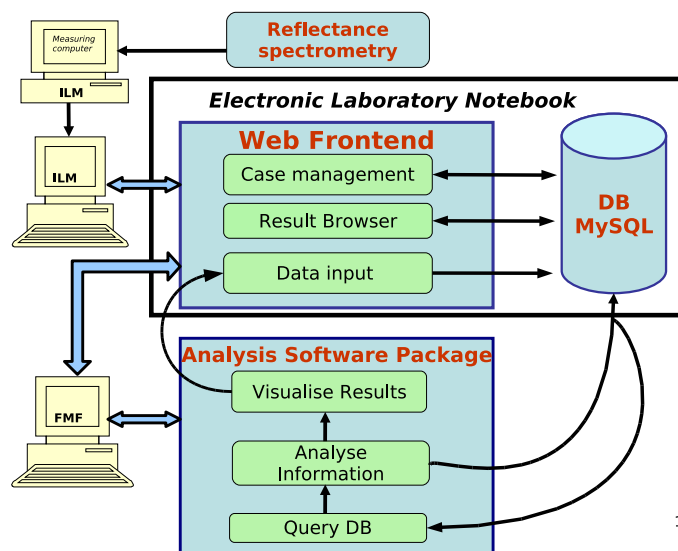 Measuring
computer
ILM
Reflectance
spectrometry
Electronic Laboratory Notebook
Web Frontend
Case management
Result Browser
Data input
ILM
DB
MySQL
Analysis Software Package
Visualise Results
Analyse
Information
Query DB
FMF